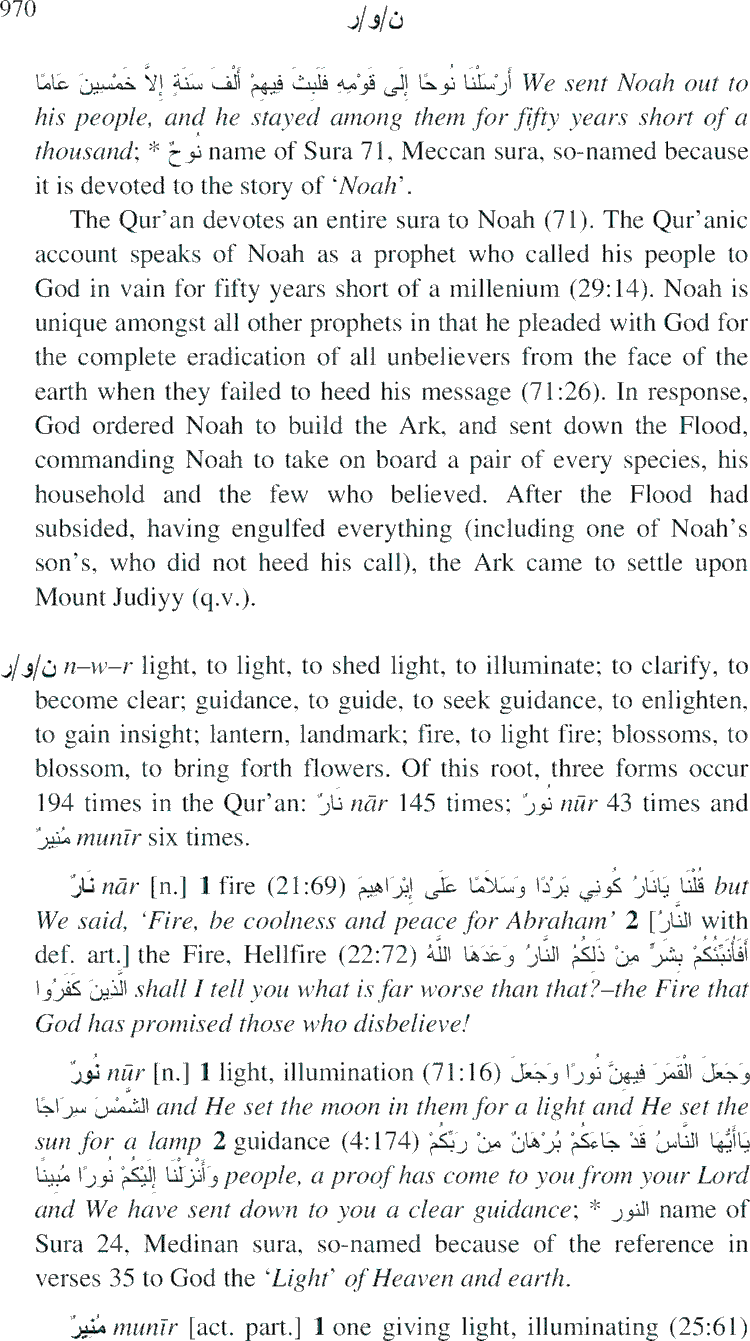 970
ن/و/ر
أَرْسَلْنَا نُوحًا إِلَى قَوْمِهِ فَلَبِثَ فِيهِمْ أَلْفَ سَنَةٍ إِلاَّ خَمْسِينَ عَامًا We sent Noah out to
his people, and he stayed among them for fifty years short of a
thousand; * نُوحٌ name of Sura 71, Meccan sura, so-named because
it is devoted to the story of ‘Noah’.
The Qur’an devotes an entire sura to Noah (71). The Qur’anic
account speaks of Noah as a prophet who called his people to
God in vain for fifty years short of a millenium (29:14). Noah is
unique amongst all other prophets in that he pleaded with God for
the complete eradication of all unbelievers from the face of the
earth when they failed to heed his message (71:26). In response,
God ordered Noah to build the Ark, and sent down the Flood,
commanding Noah to take on board a pair of every species, his
household and the few who believed. After the Flood had
subsided, having engulfed everything (including one of Noah’s
son’s, who did not heed his call), the Ark came to settle upon
Mount Judiyy (q.v.).
ن/و/ر n–w–r light, to light, to shed light, to illuminate; to clarify, to
become clear; guidance, to guide, to seek guidance, to enlighten,
to gain insight; lantern, landmark; fire, to light fire; blossoms, to
blossom, to bring forth flowers. Of this root, three forms occur
194 times in the Qur’an: نَارٌ nār 145 times; نُورٌ nūr 43 times and
مُنِيرٌ munīr six times.
نَارٌ nār [n.] 1 fire (21:69) قُلْنَا يَانَارُ كُونِي بَرْدًا وَسَلَامًا عَلَى إِبْرَاهِيمَ but
We said, ‘Fire, be coolness and peace for Abraham’ 2 [النَّارُ with
def. art.] the Fire, Hellfire (22:72) أَفَأُنَبِّئُكُمْ بِشَرٍّ مِنْ ذَلِكُمُ النَّارُ وَعَدَهَا اللَّهُ
الَّذِينَ كَفَرُوا shall I tell you what is far worse than that?–the Fire that
God has promised those who disbelieve!
نُورٌ nūr [n.] 1 light, illumination (71:16) وَجَعَلَ الْقَمَرَ فِيهِنَّ نُورًا وَجَعَلَ
الشَّمْسَ سِرَاجًا and He set the moon in them for a light and He set the
sun for a lamp 2 guidance (4:174) يَاأَيُّهَا النَّاسُ قَدْ جَاءَكُمْ بُرْهَانٌ مِنْ رَبِّكُمْ
وَأَنْزَلْنَا إِلَيْكُمْ نُورًا مُبِينًا people, a proof has come to you from your Lord
and We have sent down to you a clear guidance; * النور name of
Sura 24, Medinan sura, so-named because of the reference in
verses 35 to God the ‘Light’ of Heaven and earth.
مُنِيرٌ munīr [act. part.] 1 one giving light, illuminating (25:61)